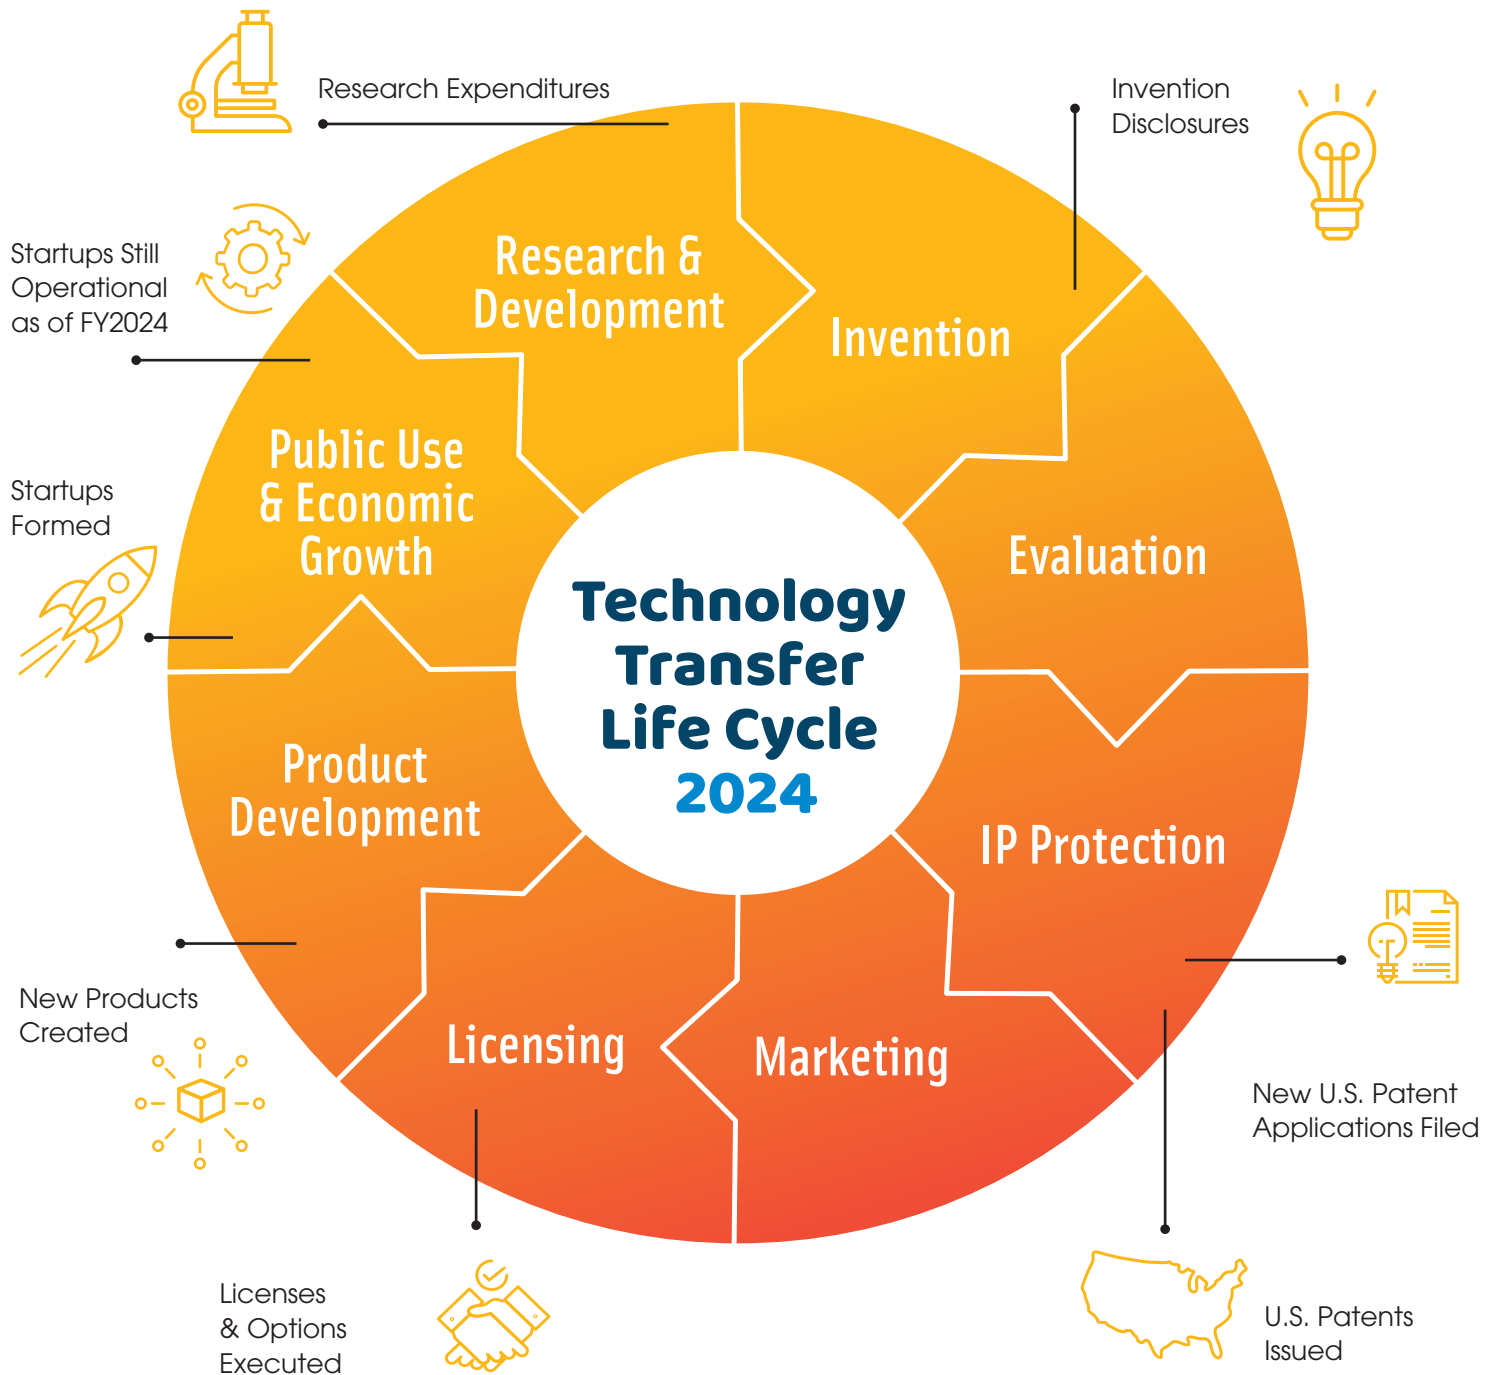 Research Expenditures
Invention
Disclosures
Startups Still
Operational
as of FY2024
Research &
Development
Invention
Public Use
& Economic
Growth
Startups
Formed
Evaluation
Technology
Transfer
Life Cycle
2024
Product
Development
IP Protection
New Products
Created
Licensing
Marketing
New U.S. Patent
Applications Filed
Licenses
& Options
Executed
U.S. Patents
Issued